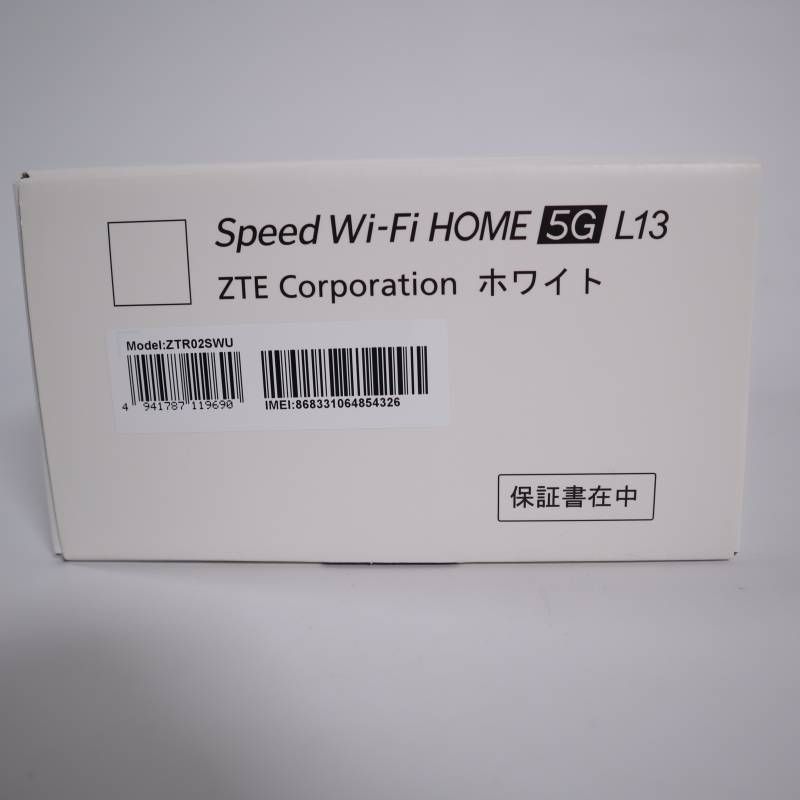 Speed Wi-Fi HOME 5G L13
ZTE Corporation ホワイト
Model:ZTR02SWU
4 941787 119690
IMEI:868331064854326
保証書在中